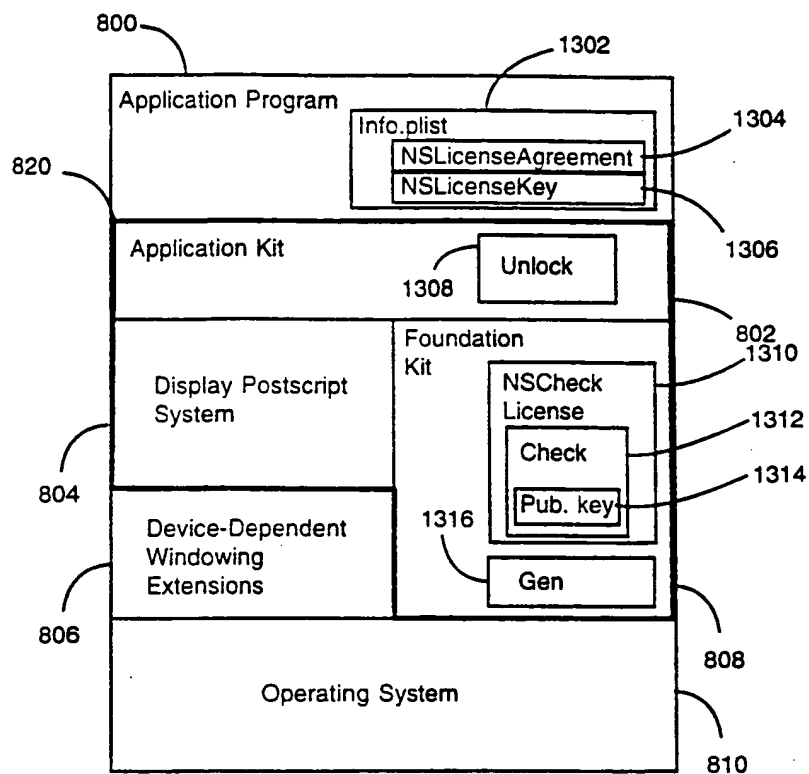 800
1302
Application Program
Info.plist
1304
NSLicenseAgreement
NSLicenseKey
820
1306
Application Kit
Unlock
1308
802
Foundation
Kit
1310
Display Postscript
System
NSCheck
License
1312
Check
1314
Pub. key
804
1316
Device-Dependent
Windowing
Extensions
Gen
806
808
Operating System
810